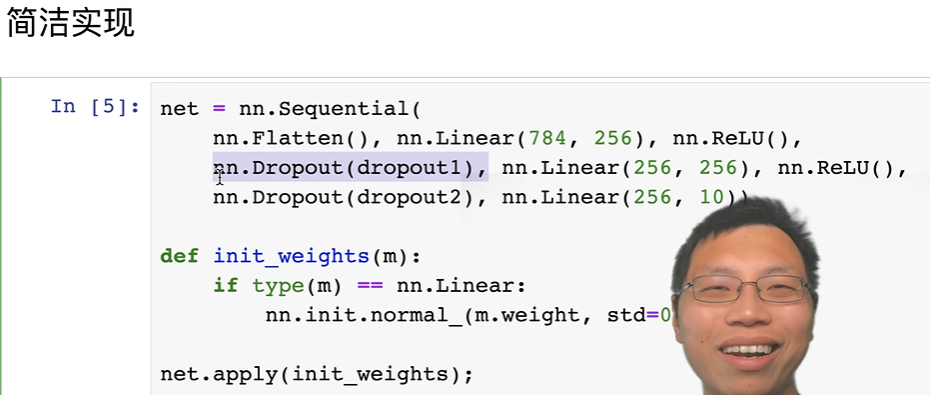 简洁实现
In [5]: net = nn.Sequential(
nn.Flatten(), nn.Linear(784, 256), nn.ReLU(),
nn.Dropout(dropout1), nn.Linear(256, 256), nn.ReLU(),
nn.Dropout(dropout2), nn.Linear(256, 10))
def init_weights(m):
if type(m) == nn.Linear:
nn.init.normal_(m.weight, std=0
net.apply(init_weights);